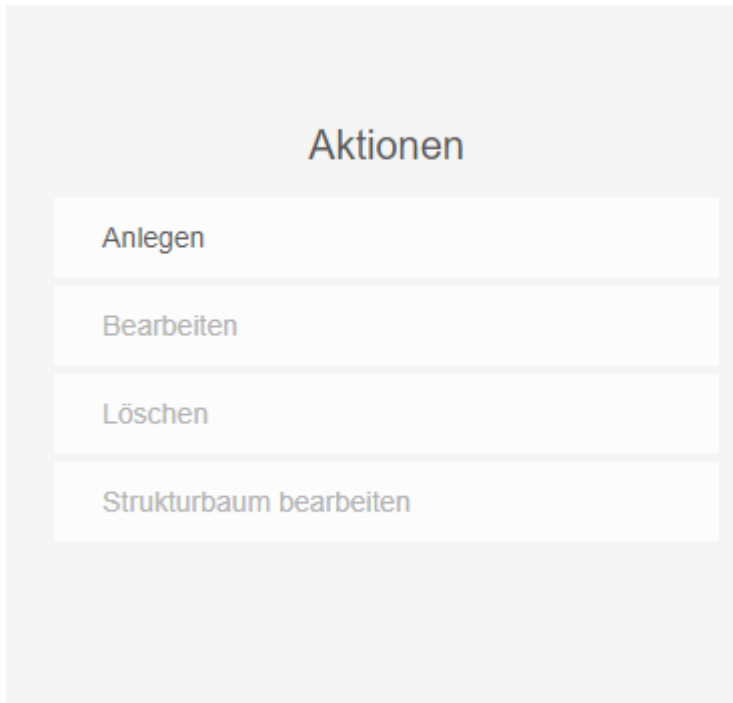 Aktionen
Anlegen
Bearbeiten
Löschen
Strukturbaum bearbeiten